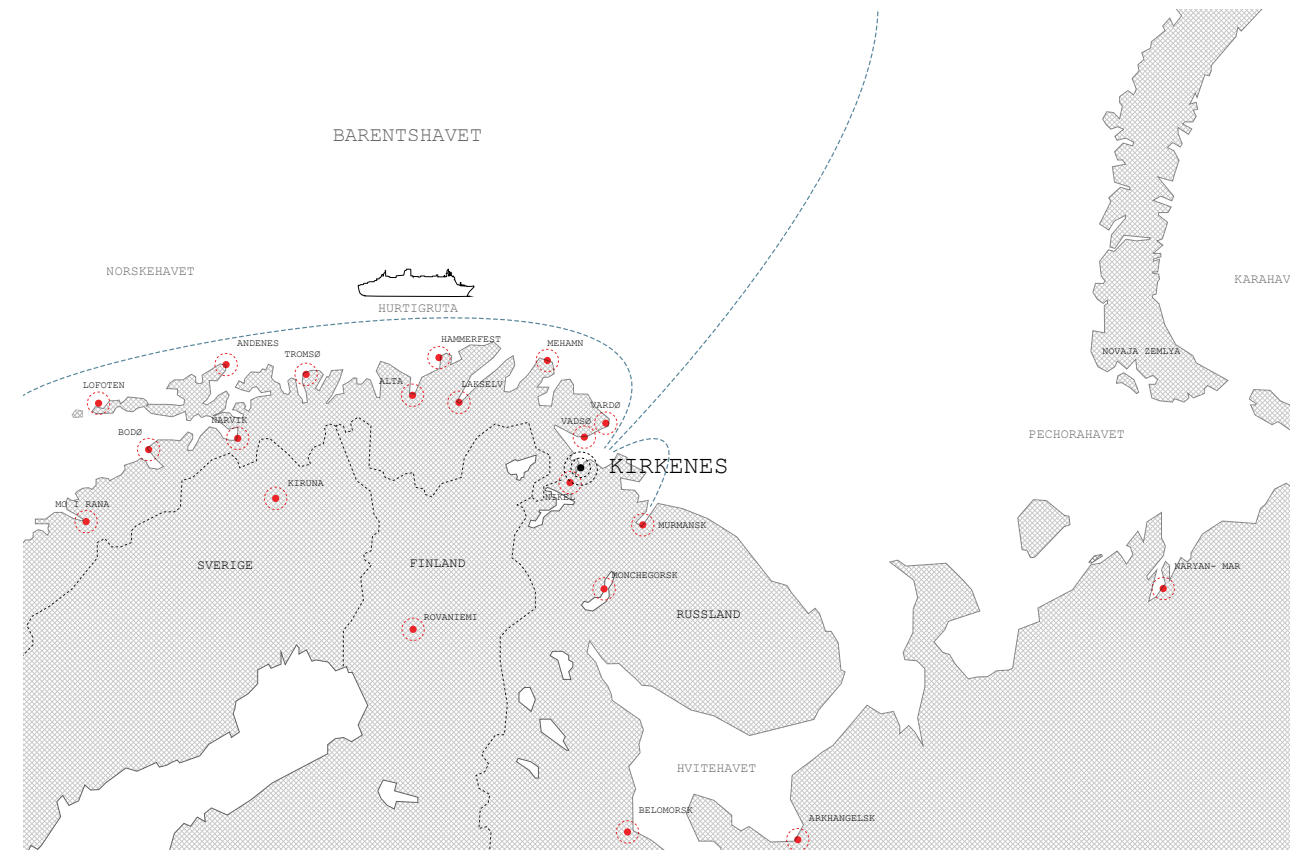 BARENTSHAVET
NORSKEHAVET
KARAHAV
HURTIGRUTA
ANDENES
HAMMERFEST
MEHAMN
TROMSØ
NOVAJA ZEMLYA
LOFOTEN
ALTA
LAKSELV
VARDØ
NARVIK
VADSØ
BODØ
PECHORAHAVET
KIRKENES
KIRUNA
NIKEL
MO I RANA
MURMANSK
SVERIGE
FINLAND
NARYAN- MAR
MONCHEGORSK
ROVANIEMI
RUSSLAND
HVITEHAVET
BELOMORSK
ARKHANGELSK